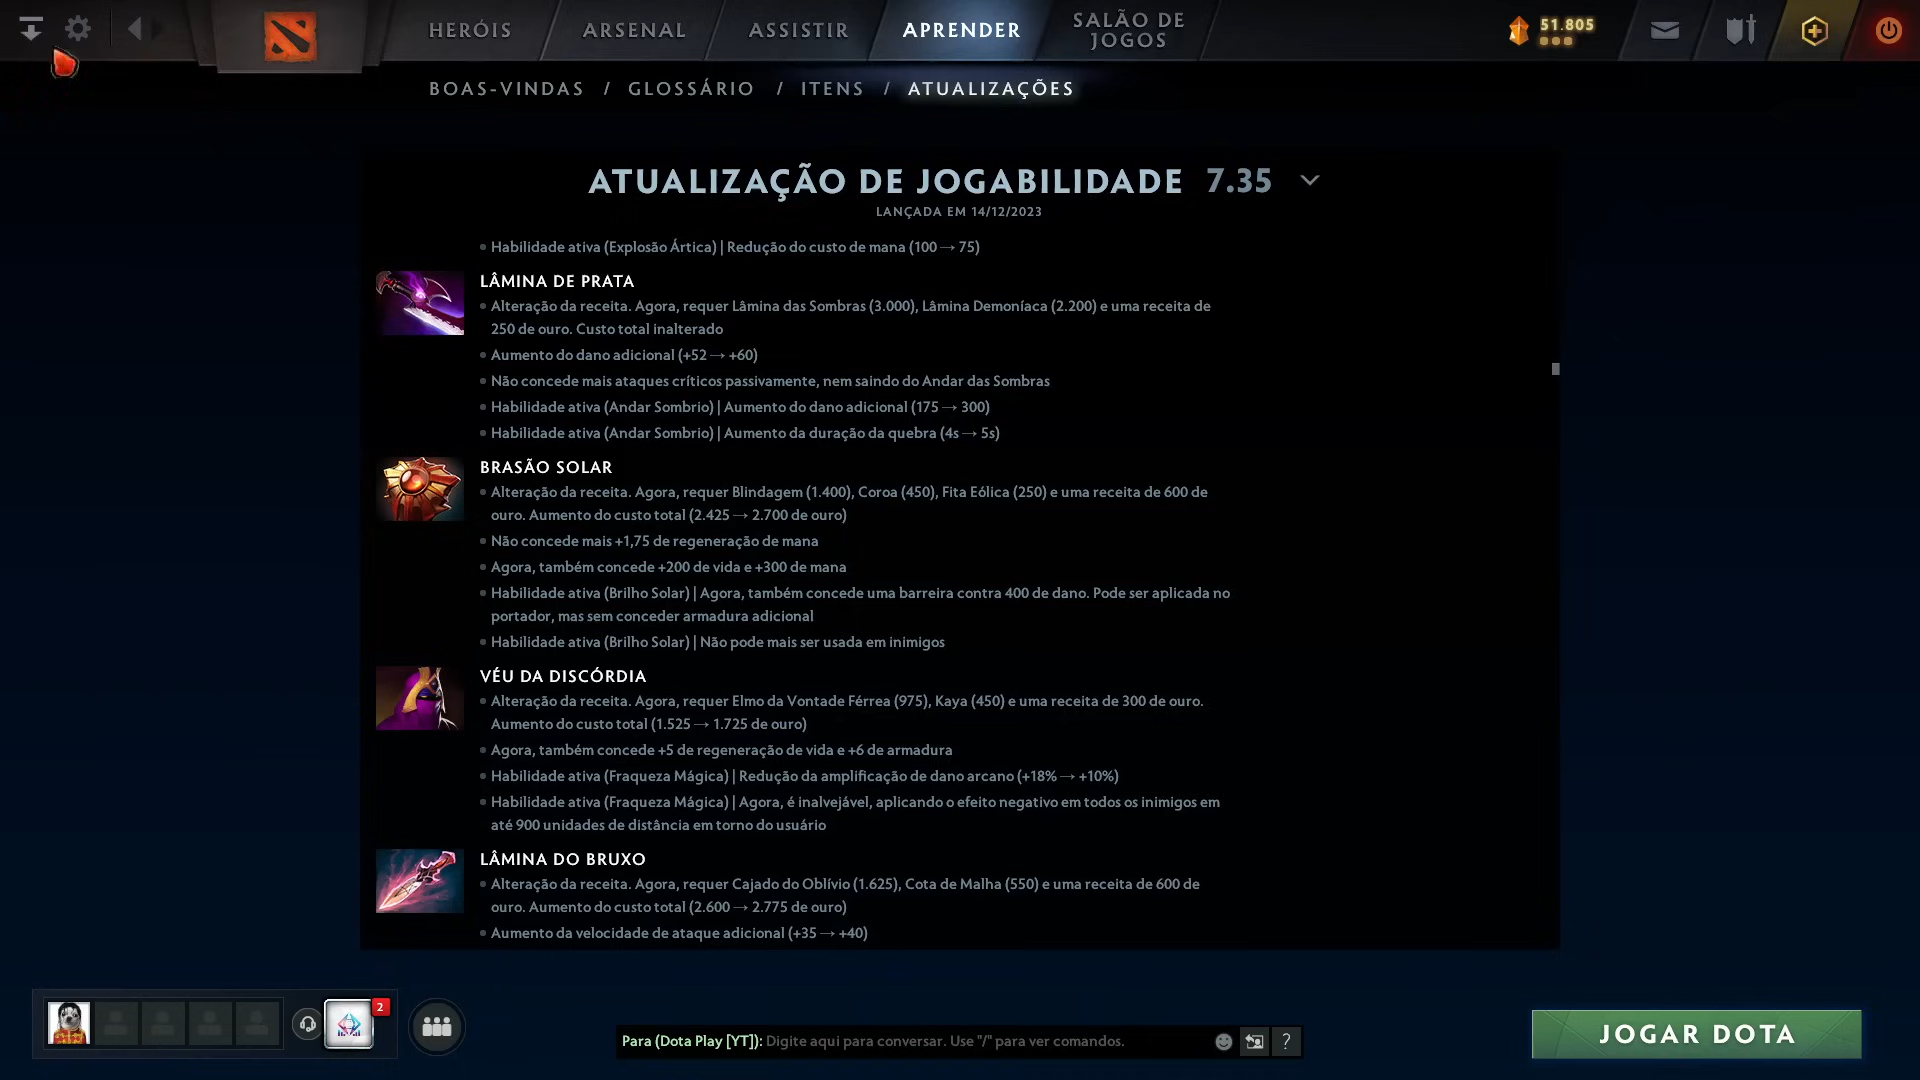 HERÓIS
ARSENAL
ASSISTIR
APRENDER
SALÃO DE
JOGOS
51.805
BOAS-VINDAS / GLOSSÁRIO / ITENS / ATUALIZAÇÕES
ATUALIZAÇÃO DE JOGABILIDADE 7.35
LANÇADA EM 14/12/2023
Habilidade ativa (Explosão Ártica) | Redução do custo de mana (100 → 75)
LÂMINA DE PRATA
Alteração da receita. Agora, requer Lâmina das Sombras (3.000), Lâmina Demoníaca (2.200) e uma receita de
250 de ouro. Custo total inalterado
Aumento do dano adicional (+52 → +60)
Não concede mais ataques críticos passivamente, nem saindo do Andar das Sombras
Habilidade ativa (Andar Sombrio) | Aumento do dano adicional (175 → 300)
Habilidade ativa (Andar Sombrio) | Aumento da duração da quebra (4s → 5s)
BRASÃO SOLAR
Alteração da receita. Agora, requer Blindagem (1.400), Coroa (450), Fita Eólica (250) e uma receita de 600 de
ouro. Aumento do custo total (2.425 → 2.700 de ouro)
Não concede mais +1,75 de regeneração de mana
Agora, também concede +200 de vida e +300 de mana
Habilidade ativa (Brilho Solar) | Agora, também concede uma barreira contra 400 de dano. Pode ser aplicada no
portador, mas sem conceder armadura adicional
Habilidade ativa (Brilho Solar) | Não pode mais ser usada em inimigos
VÉU DA DISCÓRDIA
Alteração da receita. Agora, requer Elmo da Vontade Férrea (975), Kaya (450) e uma receita de 300 de ouro.
Aumento do custo total (1.525 → 1.725 de ouro)
Agora, também concede +5 de regeneração de vida e +6 de armadura
Habilidade ativa (Fraqueza Mágica) | Redução da amplificação de dano arcano (+18% → +10%)
Habilidade ativa (Fraqueza Mágica) | Agora, é inalvejável, aplicando o efeito negativo em todos os inimigos em
até 900 unidades de distância em torno do usuário
LÂMINA DO BRUXO
Alteração da receita. Agora, requer Cajado do Oblívio (1.625), Cota de Malha (550) e uma receita de 600 de
ouro. Aumento do custo total (2.600 → 2.775 de ouro)
Aumento da velocidade de ataque adicional (+35 → +40)
2
Para (Dota Play [YT]): Digite aqui para conversar. Use "/" para ver comandos.
?
JOGAR DOTA